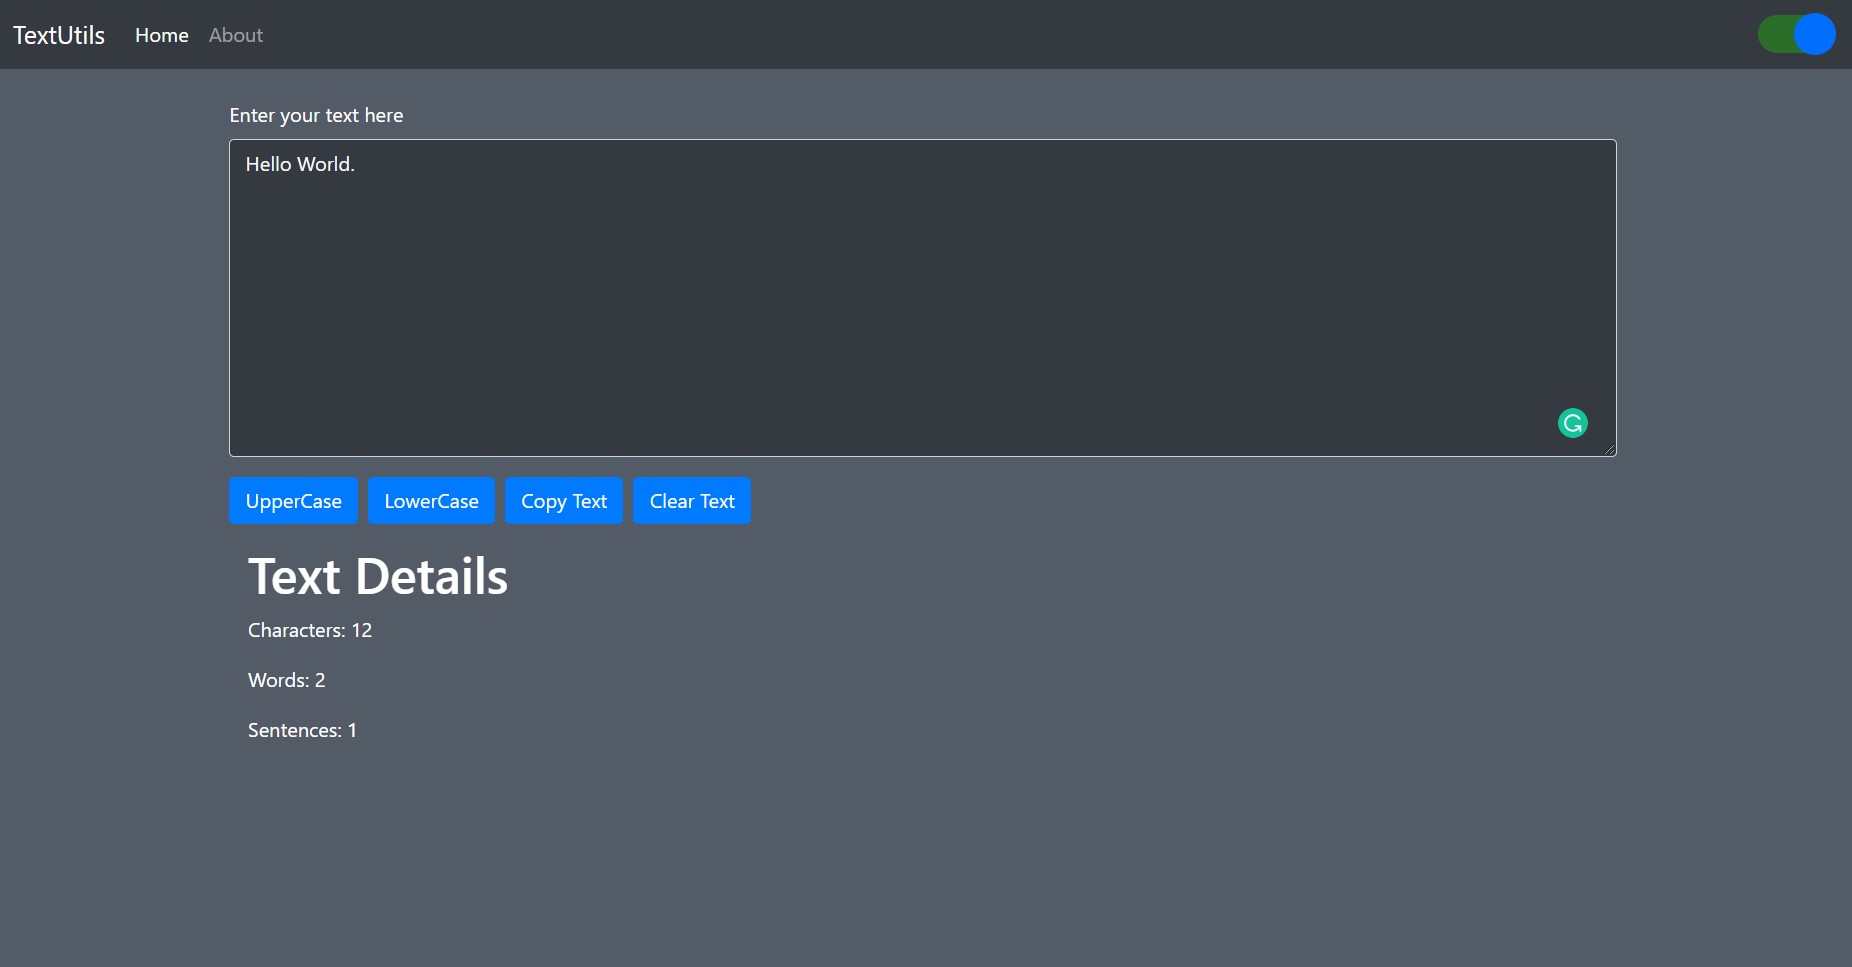 TextUtils Home About
Enter your text here
Hello World.
UpperCase LowerCase Copy Text Clear Text
Text Details
Characters: 12
Words: 2
Sentences: 1